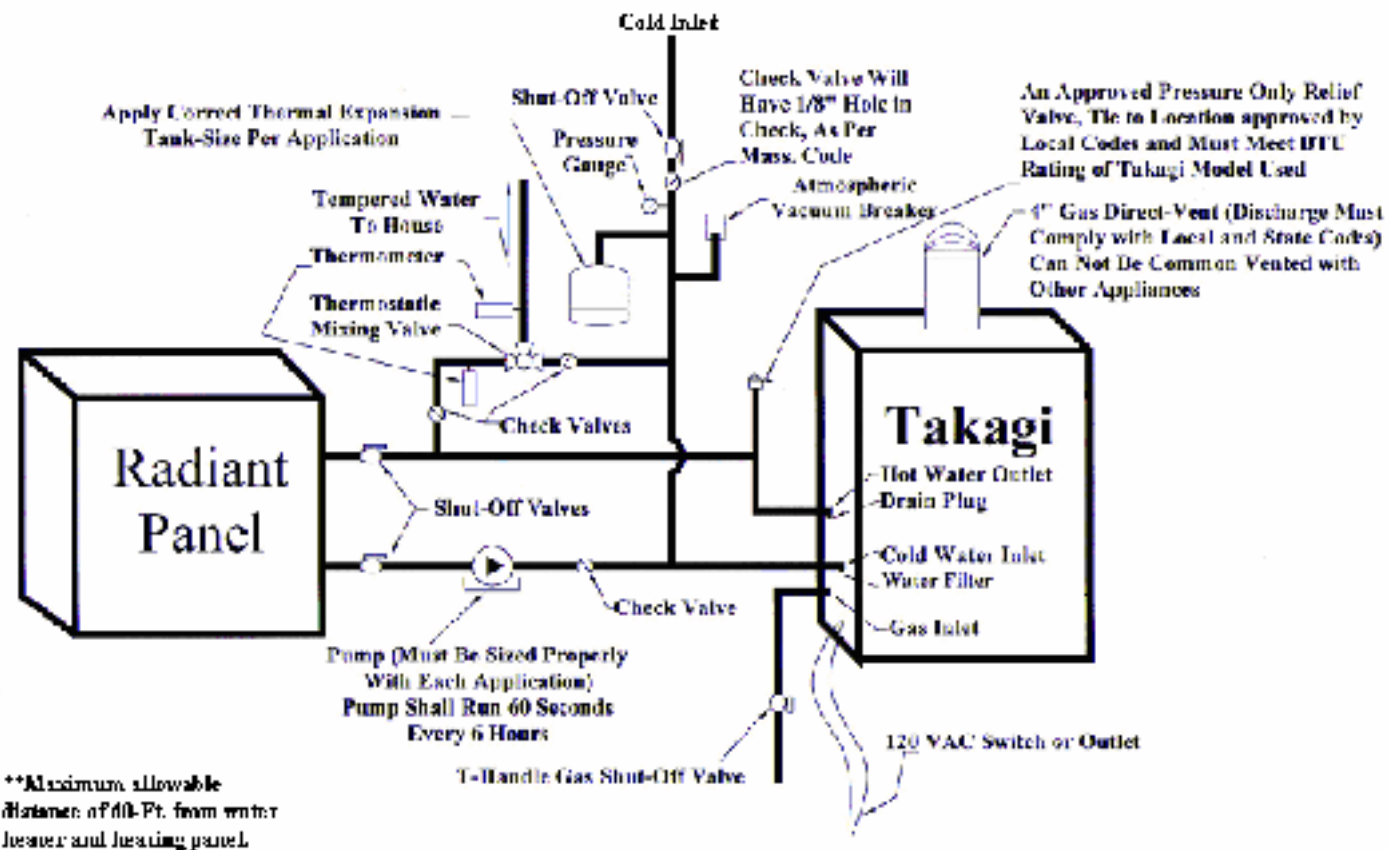 Cold Inlet
Apply Correct Thermal Expansion
Tank-Size Per Application
Shut-Off Valve
Pressure
Gauge
Check Valve Will
Have 1/8" Hole in
Check, As Per
Mass. Code
An Approved Pressure Only Relief
Valve, Tie to Location approved by
Local Codes and Must Meet BTU
Rating of Takagi Model Used
Atmospheric
Vacuum Breaker
Tempered Water
To House
4" Gas Direct-Vent (Discharge Must
Comply with Local and State Codes)
Can Not Be Common Vented with
Other Appliances
Thermometer
Thermostatic
Mixing Valve
Check Valves
Radiant
Panel
Takagi
Hot Water Outlet
Drain Plug
Shut-Off Valves
Cold Water Inlet
Water Filter
Check Valve
Gas Inlet
Pump (Must Be Sized Properly
With Each Application)
Pump Shall Run 60 Seconds
Every 6 Hours
120 VAC Switch or Outlet
T-Handle Gas Shut-Off Valve
**Maximum allowable
distance of Ft. from water
heater and heating panel.